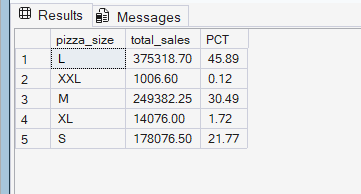 Results Messages
pizza_size total_sales PCT
1 L 375318.70 45.89
2 XXL 1006.60 0.12
3 M 249382.25 30.49
4 XL 14076.00 1.72
5 S 178076.50 21.77